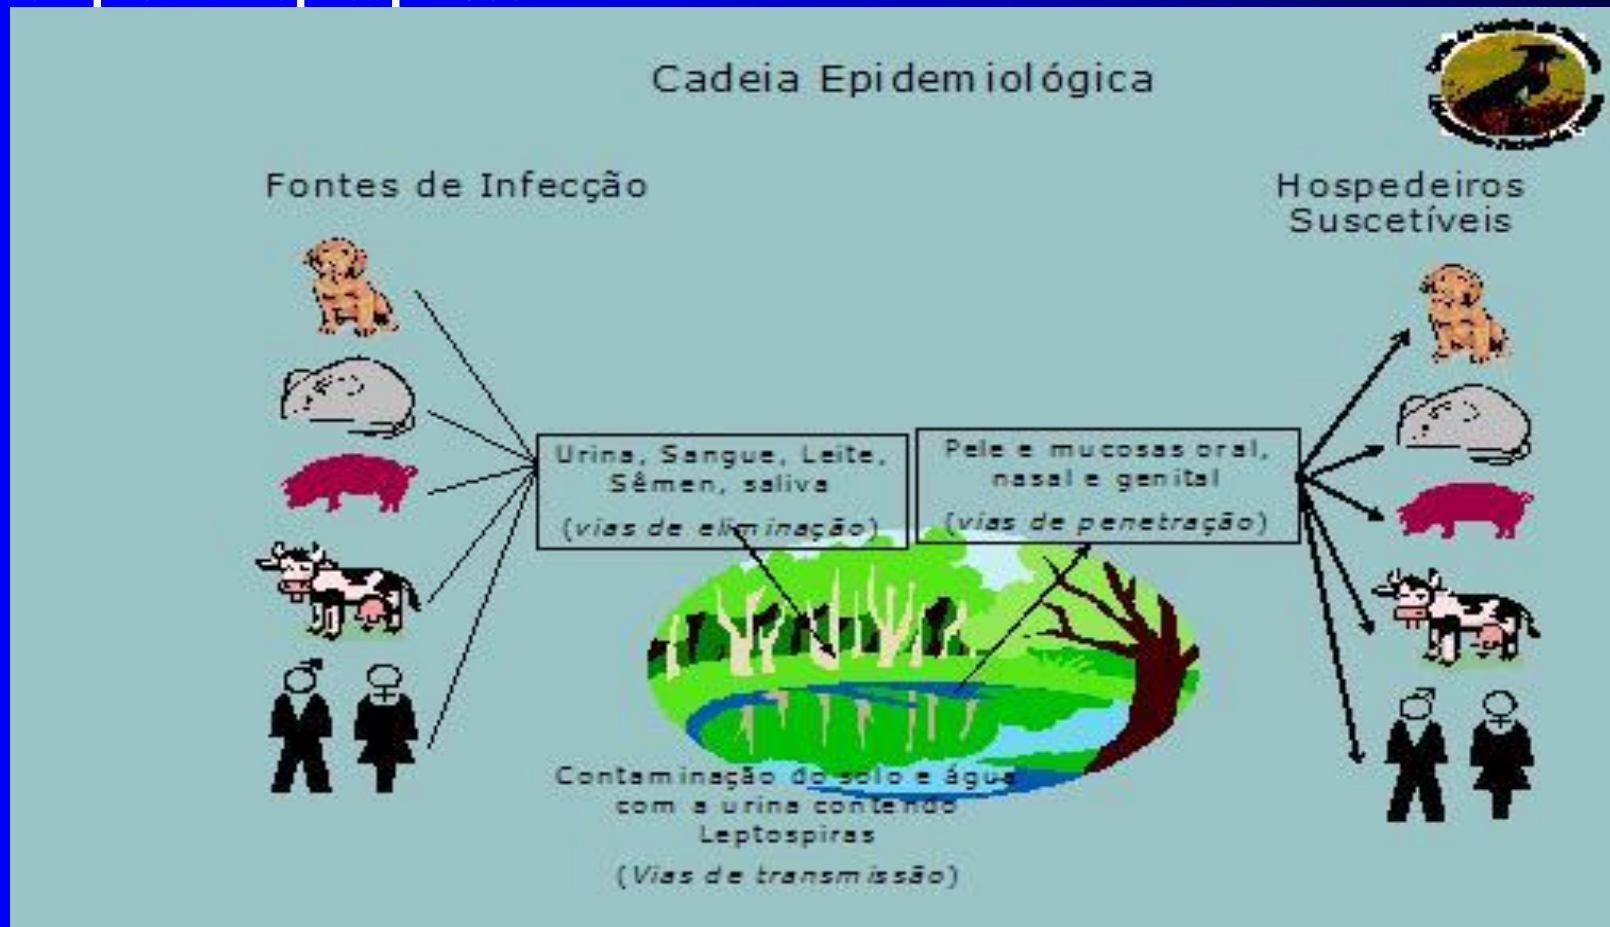 Cadeia Epidemiológica
Fontes de Infecção
Hospedeiros
Suscetíveis
Urina, Sangue, Leite,
Sêmen, saliva
(vias de eliminação)
Pele e mucosas oral,
nasal e genital
(vias de penetração)
Contaminação do solo e água
com a urina contendo
Leptospiras
(Vias de transmissão)